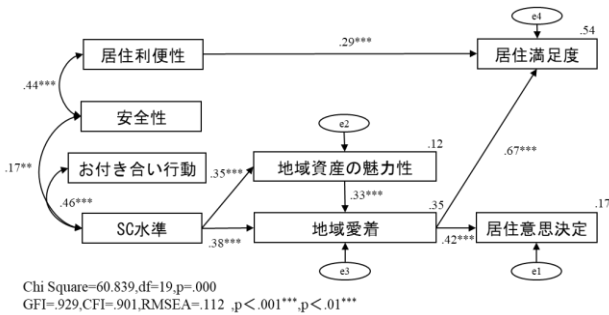 e4
.54
居住利便性
.29***
居住満足度
.44***
安全性
e2
.12
.17**
お付き合い行動
.35***
地域資産の魅力性
.67***
.46***
.33***
.35
.17
SC水準
.38***
地域愛着
.42***
居住意思決定
e3
e1
Chi Square=60.839,df=19,p=.000
GFI=.929,CFI=.901,RMSEA=.112 ,p＜.001***,p＜.01***